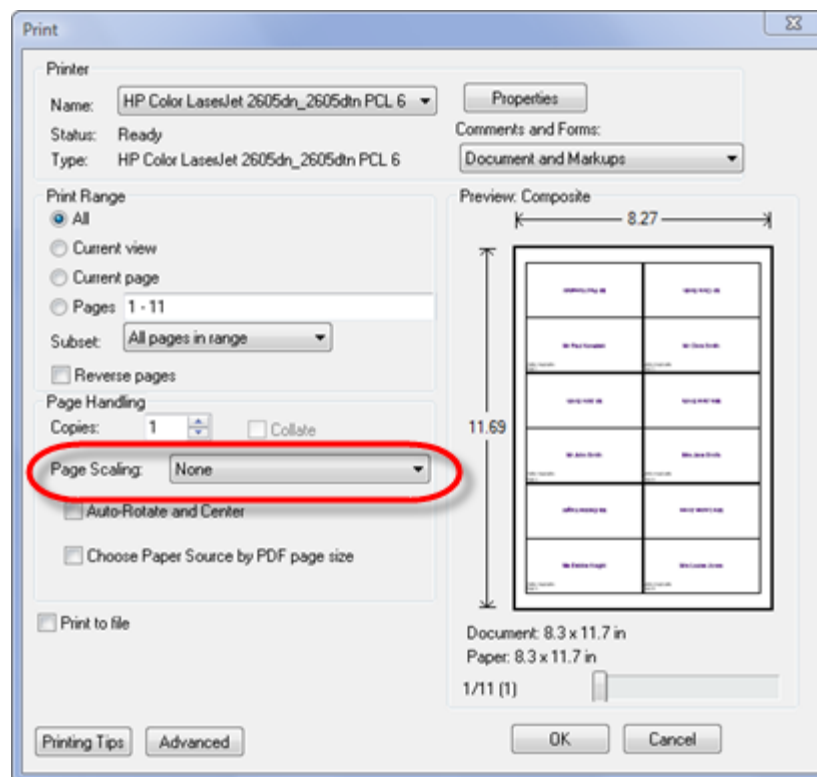 Print
Printer
Name: HP Color LaserJet 2605dn_2605dtn PCL 6
Properties
Status: Ready
Comments and Forms:
Type: HP Color LaserJet 2605dn_2605dtn PCL 6
Document and Markups
Print Range
All
Current view
Current page
Pages 1 - 11
Subset: All pages in range
Reverse pages
Page Handling
Copies: 1
Collate
Page Scaling: None
Auto-Rotate and Center
Choose Paper Source by PDF page size
Print to file
Preview: Composite
8.27
11.69
Mr John Smith
Document: 8.3 x 11.7 in
Paper: 8.3 x 11.7 in
1/11 (1)
Printing Tips
Advanced
OK
Cancel